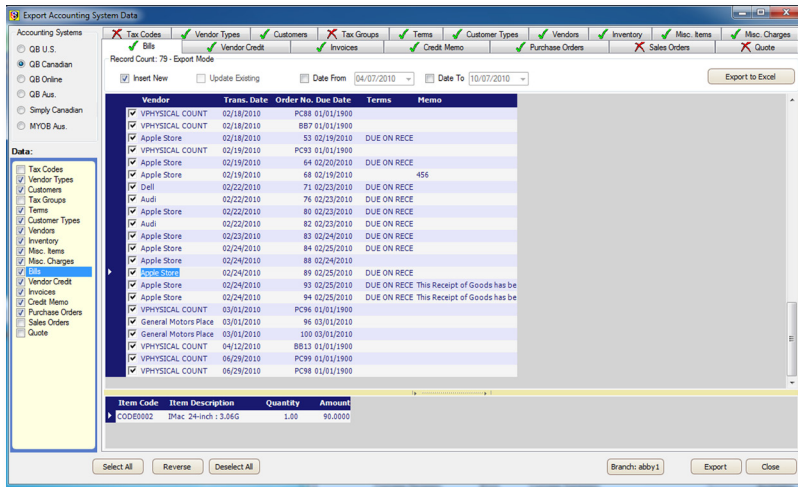 Export Accounting System Data
Accounting Systems
QB U.S.
QB Canadian
QB Online
QB Aus.
Simply Canadian
MYOB Aus.
Data:
Tax Codes
Vendor Types
Customers
Tax Groups
Terms
Customer Types
Vendors
Inventory
Misc. Items
Misc. Charges
Bills
Vendor Credit
Invoices
Credit Memo
Purchase Orders
Sales Orders
Quote
Tax Codes Vendor Types Customers Tax Groups Terms Customer Types Vendors Inventory Misc. Items Misc. Charges
Bills Vendor Credit Invoices Credit Memo Purchase Orders Sales Orders Quote
Record Count: 79 - Export Mode
Insert New Update Existing Date From 04/07/2010 Date To 10/07/2010 Export to Excel
Vendor Trans. Date Order No. Due Date Terms Memo
VPHYSICAL COUNT 02/18/2010 PC88 01/01/1900
VPHYSICAL COUNT 02/18/2010 BB7 01/01/1900
Apple Store 02/18/2010 53 02/19/2010 DUE ON RECE
VPHYSICAL COUNT 02/19/2010 PC93 01/01/1900
Apple Store 02/19/2010 64 02/20/2010 DUE ON RECE
Apple Store 02/19/2010 68 02/19/2010 456
Dell 02/22/2010 71 02/23/2010 DUE ON RECE
Audi 02/22/2010 76 02/23/2010 DUE ON RECE
Apple Store 02/22/2010 80 02/23/2010 DUE ON RECE
Audi 02/22/2010 82 02/23/2010 DUE ON RECE
Apple Store 02/23/2010 83 02/24/2010 DUE ON RECE
Apple Store 02/24/2010 84 02/25/2010 DUE ON RECE
Apple Store 02/24/2010 88 02/24/2010
Apple Store 02/24/2010 89 02/25/2010 DUE ON RECE
Apple Store 02/24/2010 93 02/25/2010 DUE ON RECE This Receipt of Goods has be
Apple Store 02/24/2010 94 02/25/2010 DUE ON RECE This Receipt of Goods has be
VPHYSICAL COUNT 03/01/2010 PC96 01/01/1900
General Motors Place 03/01/2010 96 03/01/2010
General Motors Place 03/01/2010 100 03/01/2010
VPHYSICAL COUNT 04/12/2010 BB13 01/01/1900
VPHYSICAL COUNT 06/29/2010 PC99 01/01/1900
VPHYSICAL COUNT 06/29/2010 PC98 01/01/1900
Item Code Item Description Quantity Amount
CODE0002 IMac 24-inch : 3.06G 1.00 90.0000
Select All Reverse Deselect All Branch: abby1 Export Close